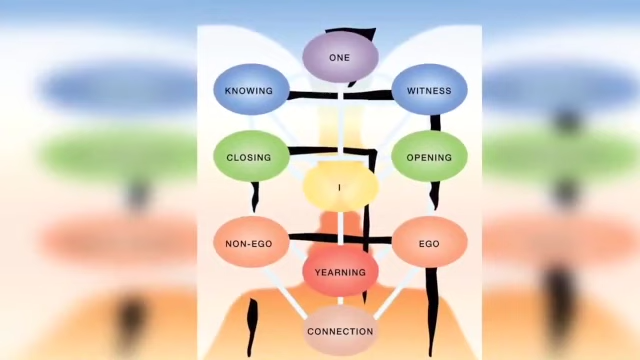 ONE
KNOWING
WITNESS
CLOSING
OPENING
I
NON-EGO
EGO
YEARNING
CONNECTION